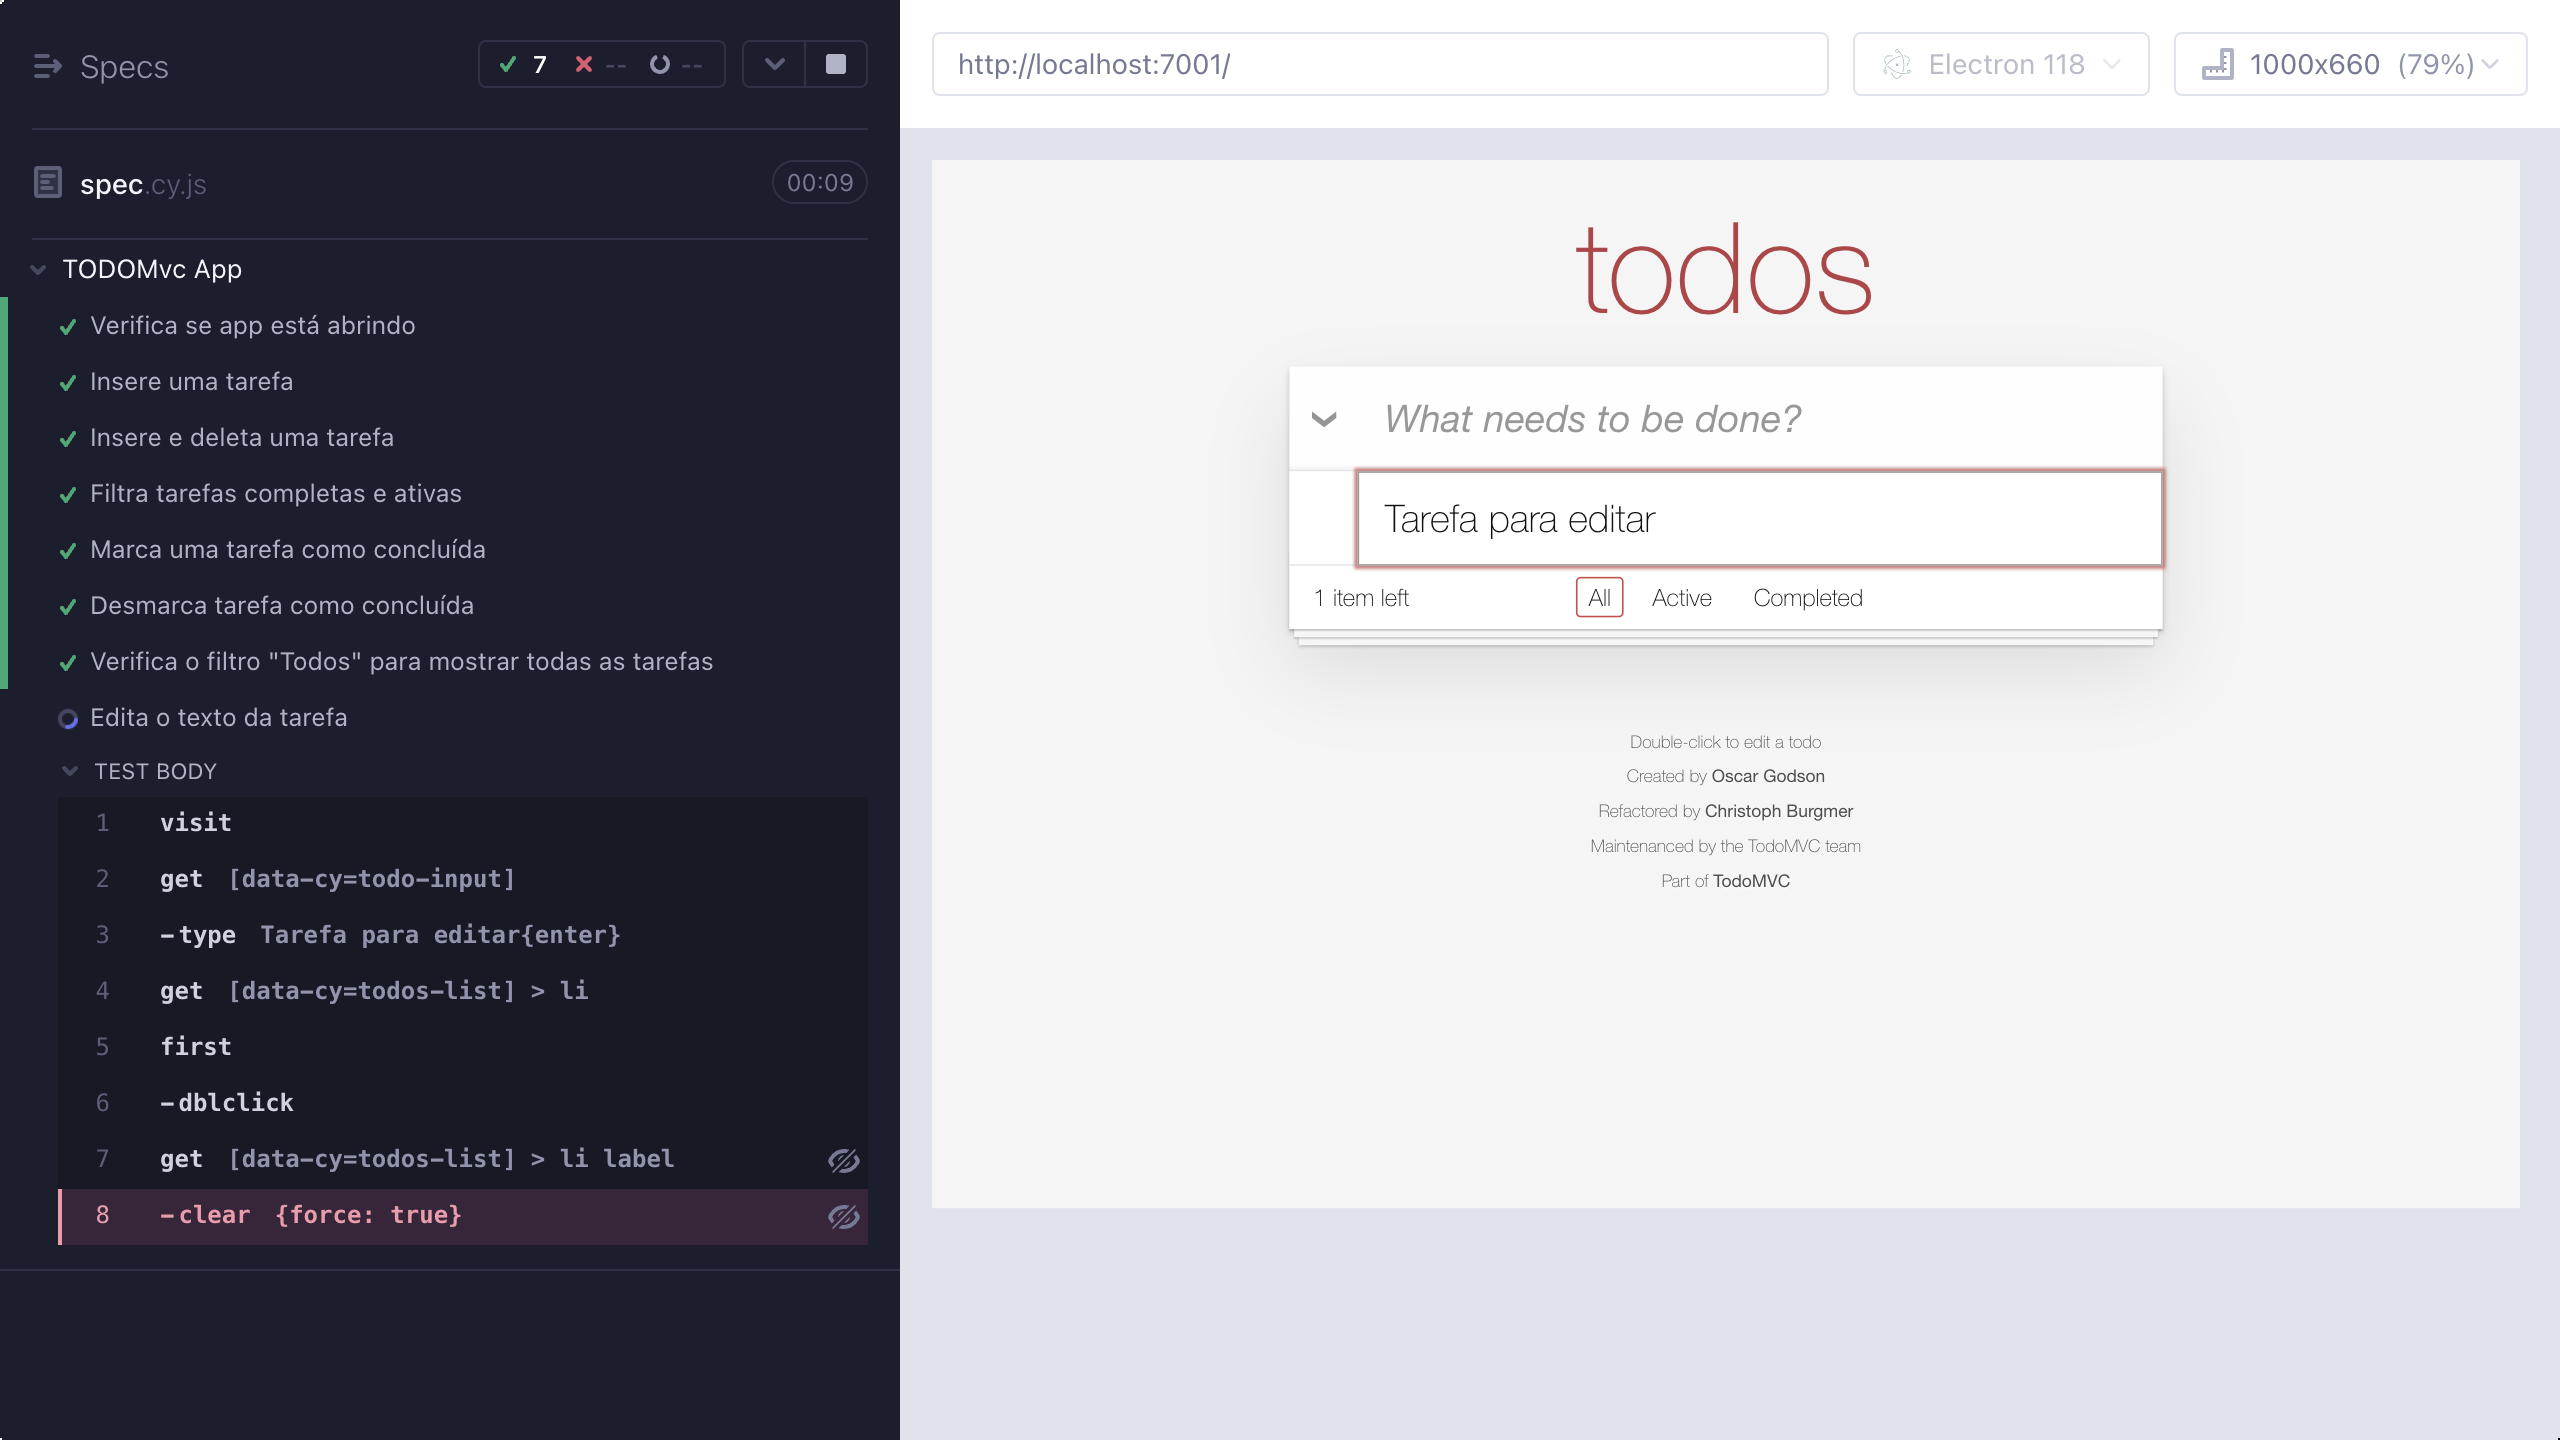 Specs
7 -- --
spec.cy.js
00:09
TODOMvc App
Verifica se app está abrindo
Insere uma tarefa
Insere e deleta uma tarefa
Filtra tarefas completas e ativas
Marca uma tarefa como concluída
Desmarca tarefa como concluída
Verifica o filtro "Todos" para mostrar todas as tarefas
Edita o texto da tarefa
TEST BODY
1 visit
2 get [data-cy=todo-input]
3 -type Tarefa para editar{enter}
4 get [data-cy=todos-list] > li
5 first
6 -dblclick
7 get [data-cy=todos-list] > li label
8 -clear {force: true}
http://localhost:7001/
Electron 118
1000x660 (79%)
todos
What needs to be done?
Tarefa para editar
1 item left
All
Active
Completed
Double-click to edit a todo
Created by Oscar Godson
Refactored by Christoph Burgmer
Maintenanced by the TodoMVC team
Part of TodoMVC